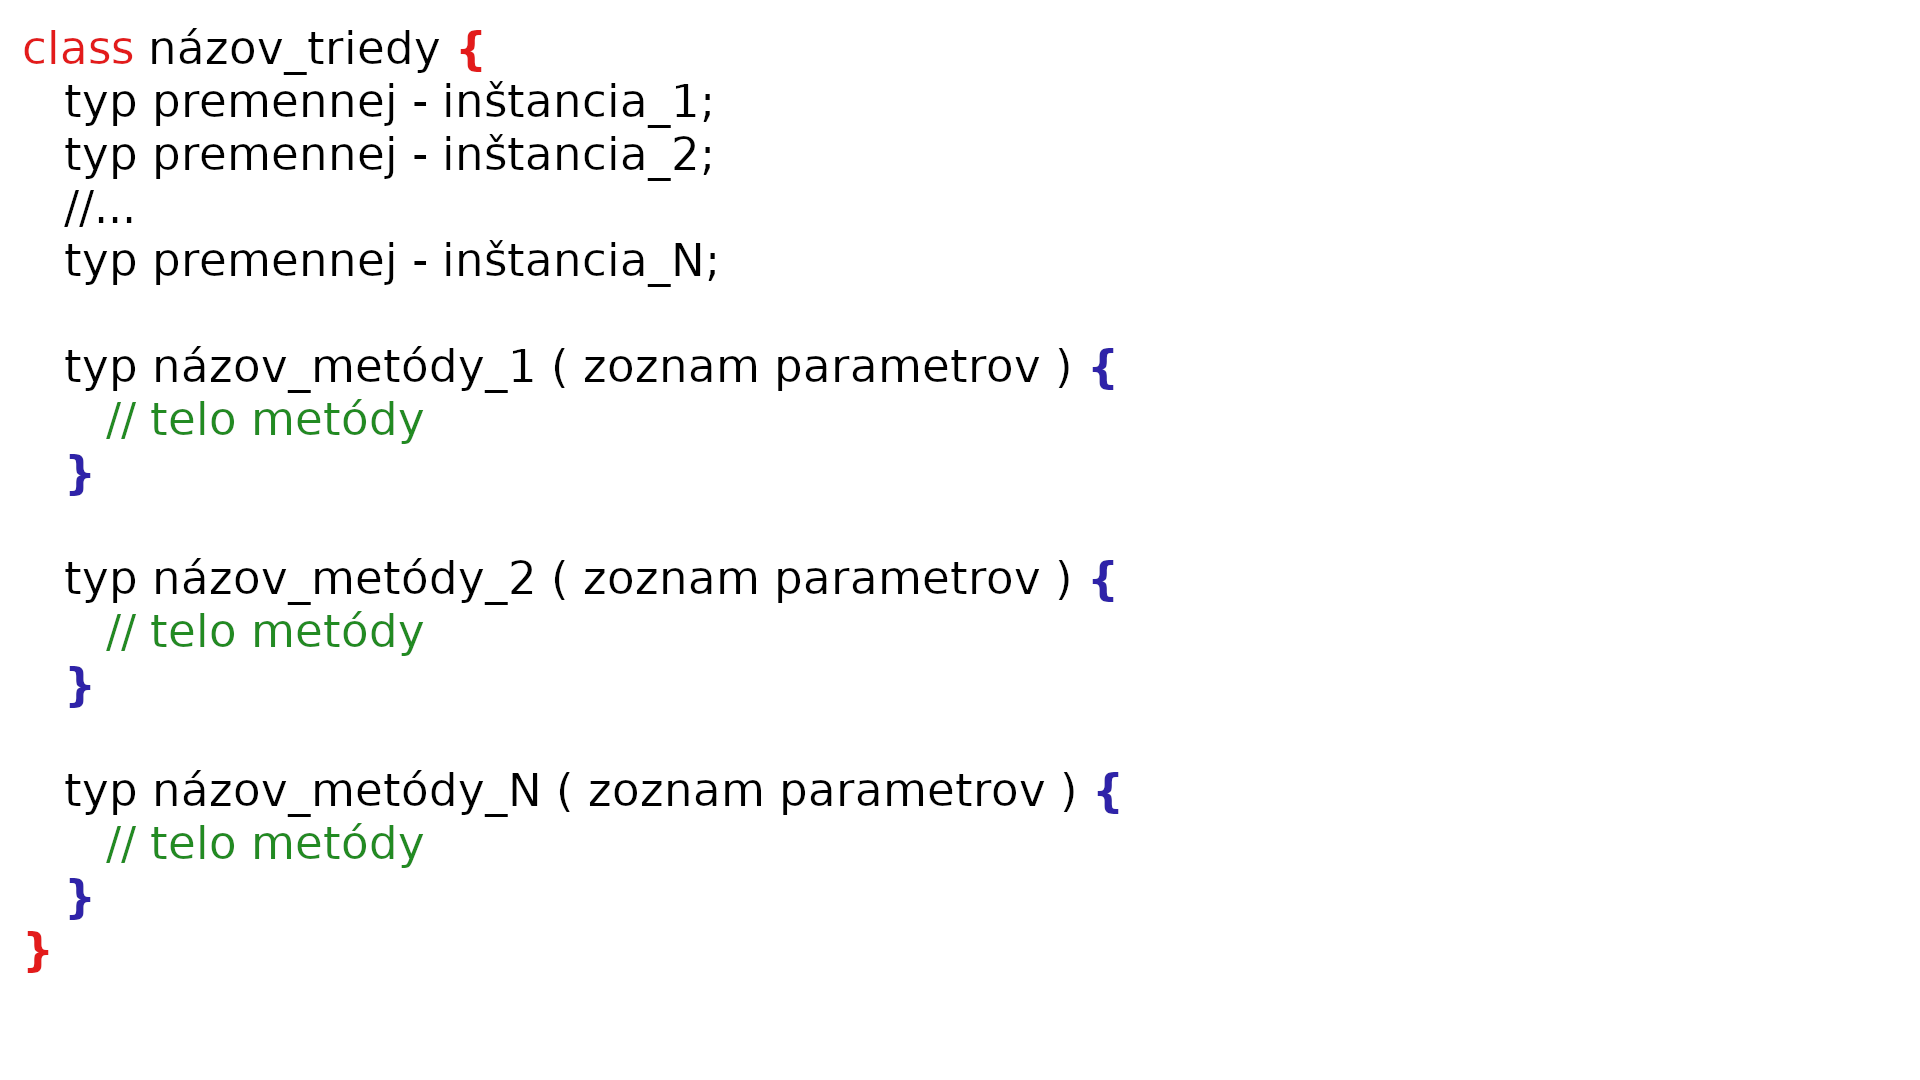 class názov_triedy {
typ premennej - inštancia_1;
typ premennej - inštancia_2;
//...
typ premennej - inštancia_N;
typ názov_metódy_1 ( zoznam parametrov ) {
// telo metódy
}
typ názov_metódy_2 ( zoznam parametrov ) {
// telo metódy
}
typ názov_metódy_N ( zoznam parametrov ) {
// telo metódy
}
}